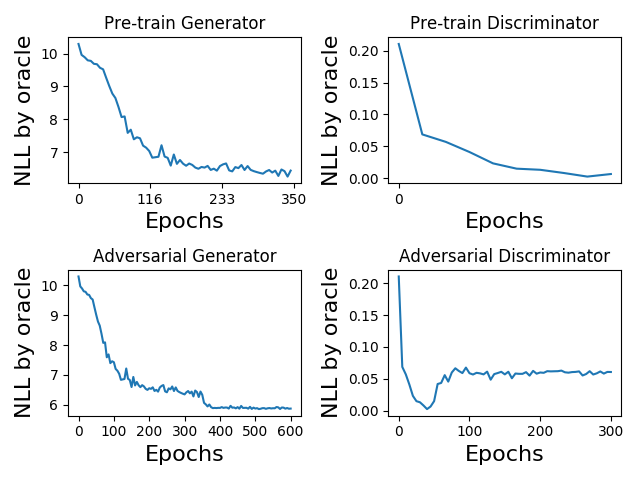 Pre-train Generator
NLL by oracle
10
9
8
7
0 116 233 350
Epochs
Pre-train Discriminator
NLL by oracle
0.20
0.15
0.10
0.05
0.00
0
Epochs
Adversarial Generator
NLL by oracle
10
9
8
7
6
0 100 200 300 400 500 600
Epochs
Adversarial Discriminator
NLL by oracle
0.20
0.15
0.10
0.05
0.00
0 100 200 300
Epochs